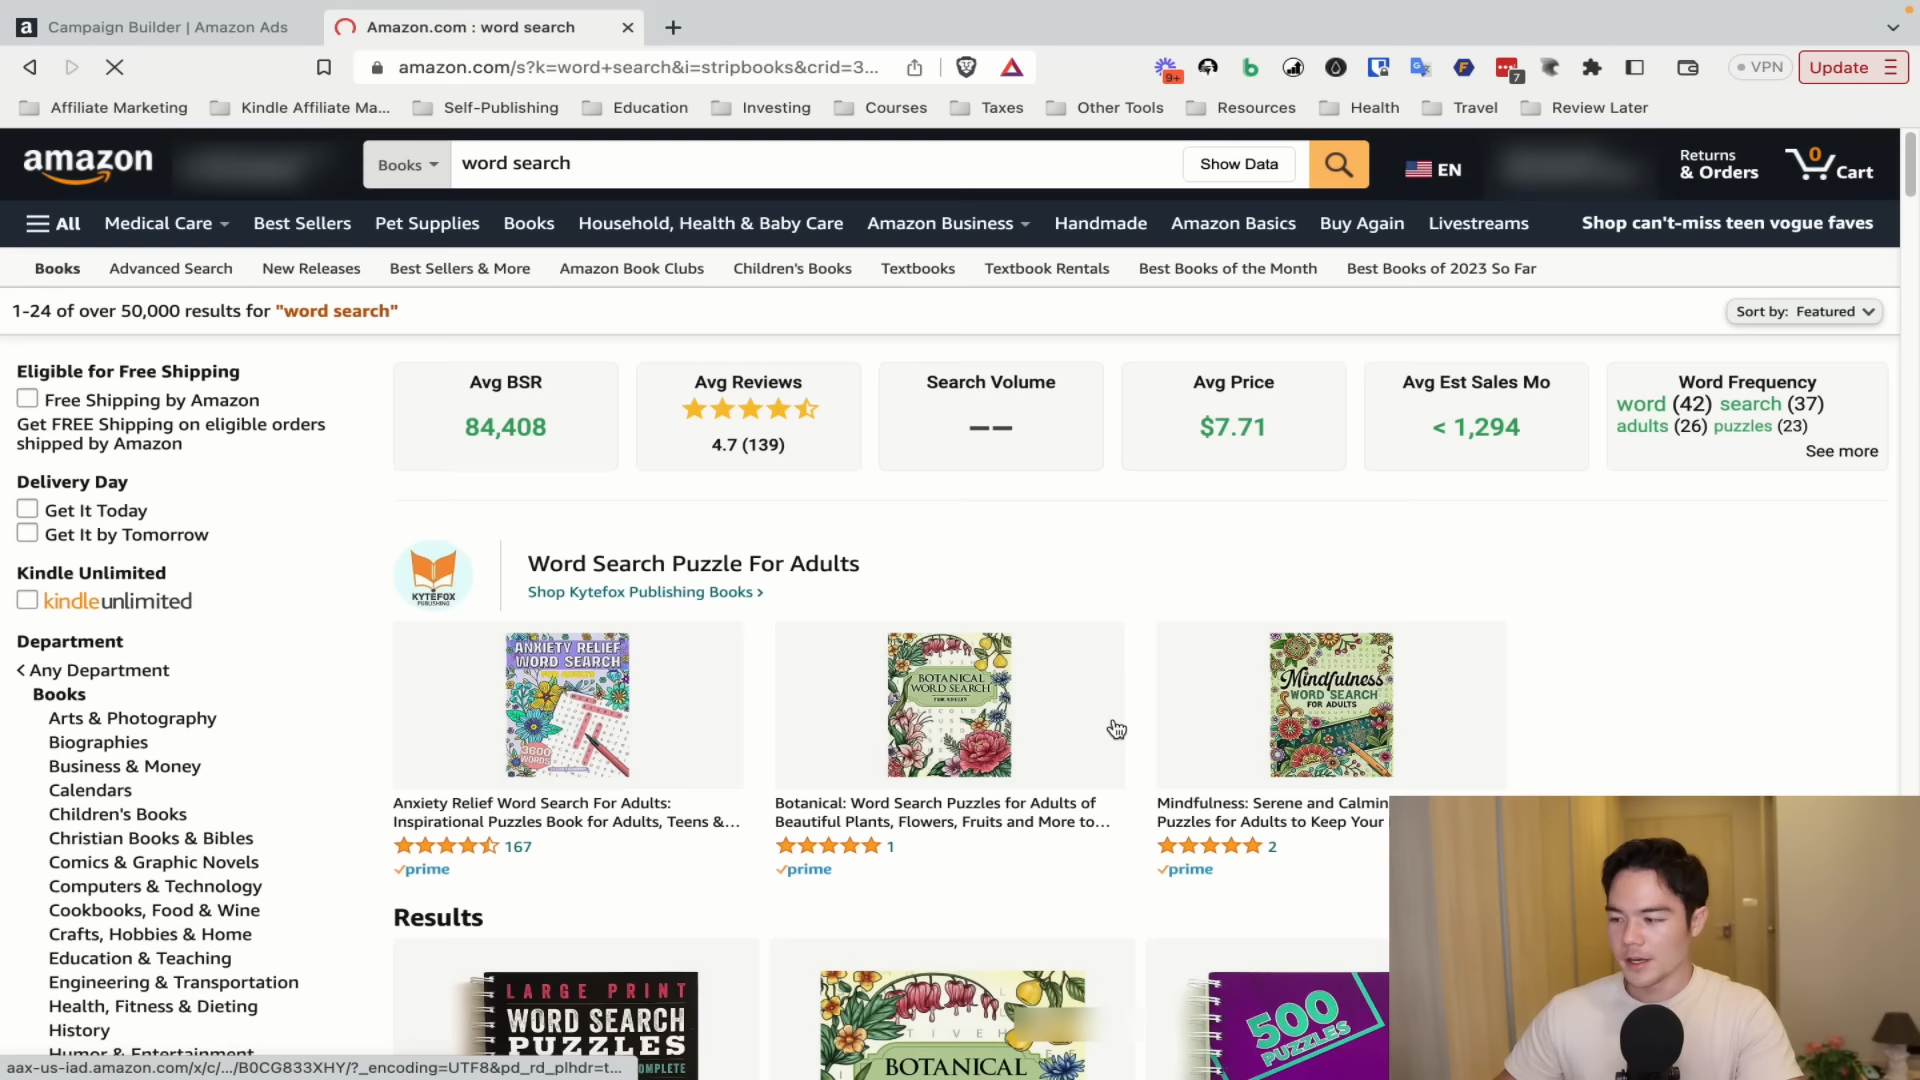 Campaign Builder | Amazon Ads
Amazon.com : word search
amazon.com/s?k=word+search&i=stripbooks&crid=3...
9+
7
VPN
Update
Affiliate Marketing
Kindle Affiliate Ma...
Self-Publishing
Education
Investing
Courses
Taxes
Other Tools
Resources
Health
Travel
Review Later
amazon
Books
word search
Show Data
EN
Returns
& Orders
0
Cart
All
Medical Care
Best Sellers
Pet Supplies
Books
Household, Health & Baby Care
Amazon Business
Handmade
Amazon Basics
Buy Again
Livestreams
Shop can't-miss teen vogue faves
Books
Advanced Search
New Releases
Best Sellers & More
Amazon Book Clubs
Children's Books
Textbooks
Textbook Rentals
Best Books of the Month
Best Books of 2023 So Far
1-24 of over 50,000 results for "word search"
Sort by: Featured
Eligible for Free Shipping
Free Shipping by Amazon
Get FREE Shipping on eligible orders
shipped by Amazon
Delivery Day
Get It Today
Get It by Tomorrow
Kindle Unlimited
kindleunlimited
Department
< Any Department
Books
Arts & Photography
Biographies
Business & Money
Calendars
Children's Books
Christian Books & Bibles
Comics & Graphic Novels
Computers & Technology
Cookbooks, Food & Wine
Crafts, Hobbies & Home
Education & Teaching
Engineering & Transportation
Health, Fitness & Dieting
History
Humor & Entertainment
Avg BSR
84,408
Avg Reviews
4.7 (139)
Search Volume
——
Avg Price
$7.71
Avg Est Sales Mo
< 1,294
Word Frequency
word (42) search (37)
adults (26) puzzles (23)
See more
KYTEFOX
PUBLISHING
Word Search Puzzle For Adults
Shop Kytefox Publishing Books ›
ANXIETY RELIEF
WORD SEARCH
FOR ADULTS
3600
WORDS
BOTANICAL
WORD SEARCH
FOR ADULTS
Mindfulness
WORD SEARCH
FOR ADULTS
Anxiety Relief Word Search For Adults:
Inspirational Puzzles Book for Adults, Teens &...
167
prime
Botanical: Word Search Puzzles for Adults of
Beautiful Plants, Flowers, Fruits and More to...
1
prime
Mindfulness: Serene and Calmin
Puzzles for Adults to Keep Your
2
prime
Results
LARGE PRINT
WORD SEARCH
PUZZLES
OMPLETE
BOTANICAL
500
PUZZLES
aax-us-iad.amazon.com/x/c/.../B0CG833XHY/?_encoding=UTF8&pd_rd_plhdr=t...